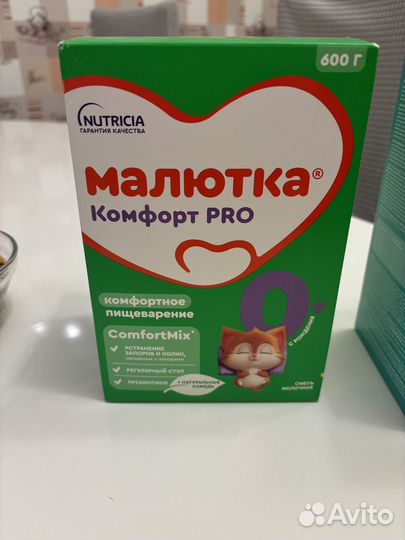 600 Г
NUTRICIA
ГАРАНТИЯ КАЧЕСТВА
МАЛЮТКА®
Комфорт PRO
комфортное
пищеварение
0+
С РОЖДЕНИЯ
ComfortMix*
УСТРАНЕНИЕ
ЗАПОРОВ И КОЛИК,
связанных с запорами
РЕГУЛЯРНЫЙ СТУЛ
ПРЕБИОТИКИ
+ НАТУРАЛЬНАЯ
КАМЕДЬ
СМЕСЬ
МОЛОЧНАЯ
Avito